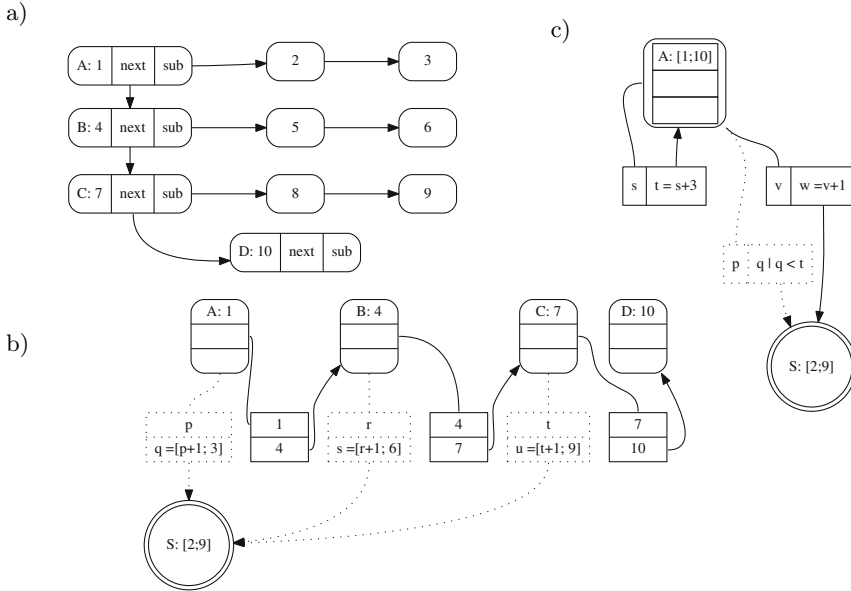 a)
A: 1 next sub
2
3
B: 4 next sub
5
6
C: 7 next sub
8
9
D: 10 next sub
b)
A: 1
B: 4
C: 7
D: 10
p
q =[p+1; 3]
1
4
r
s =[r+1; 6]
4
7
t
u =[t+1; 9]
7
10
S: [2;9]
c)
A: [1;10]
s t = s+3
v w =v+1
p q | q < t
S: [2;9]